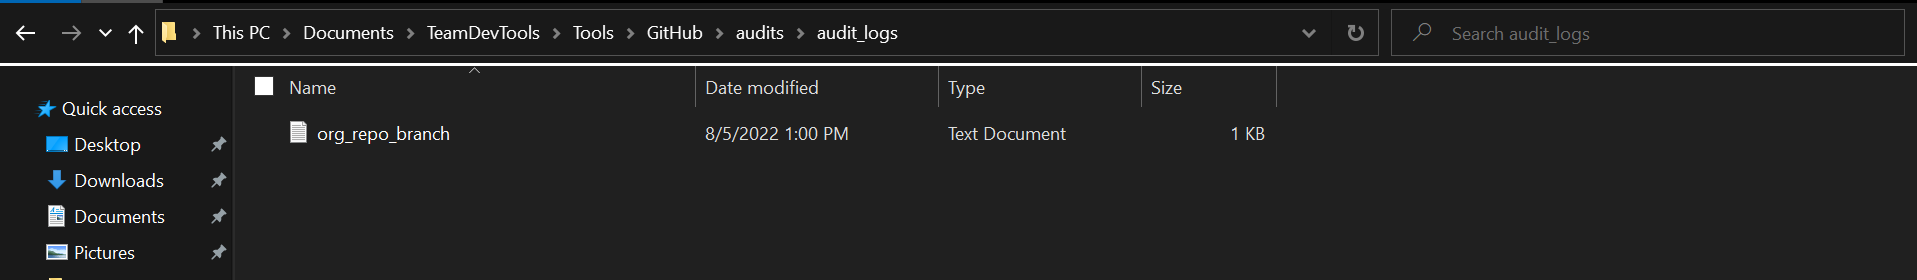 This PC > Documents > TeamDevTools > Tools > GitHub > audits > audit_logs
Search audit_logs
Name Date modified Type Size
Quick access
org_repo_branch 8/5/2022 1:00 PM Text Document 1 KB
Desktop
Downloads
Documents
Pictures